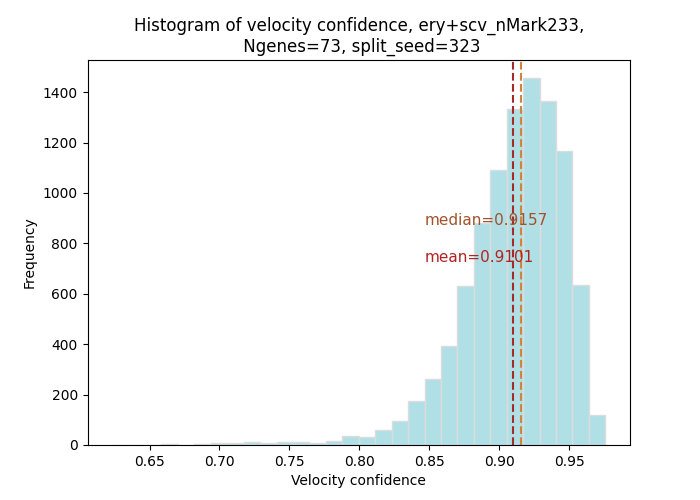 Histogram of velocity confidence, ery+scv_nMark233,
Ngenes=73, split_seed=323
1400
1200
1000
800
600
400
200
0
Frequency
median=0.9157
mean=0.9101
0.65 0.70 0.75 0.80 0.85 0.90 0.95
Velocity confidence